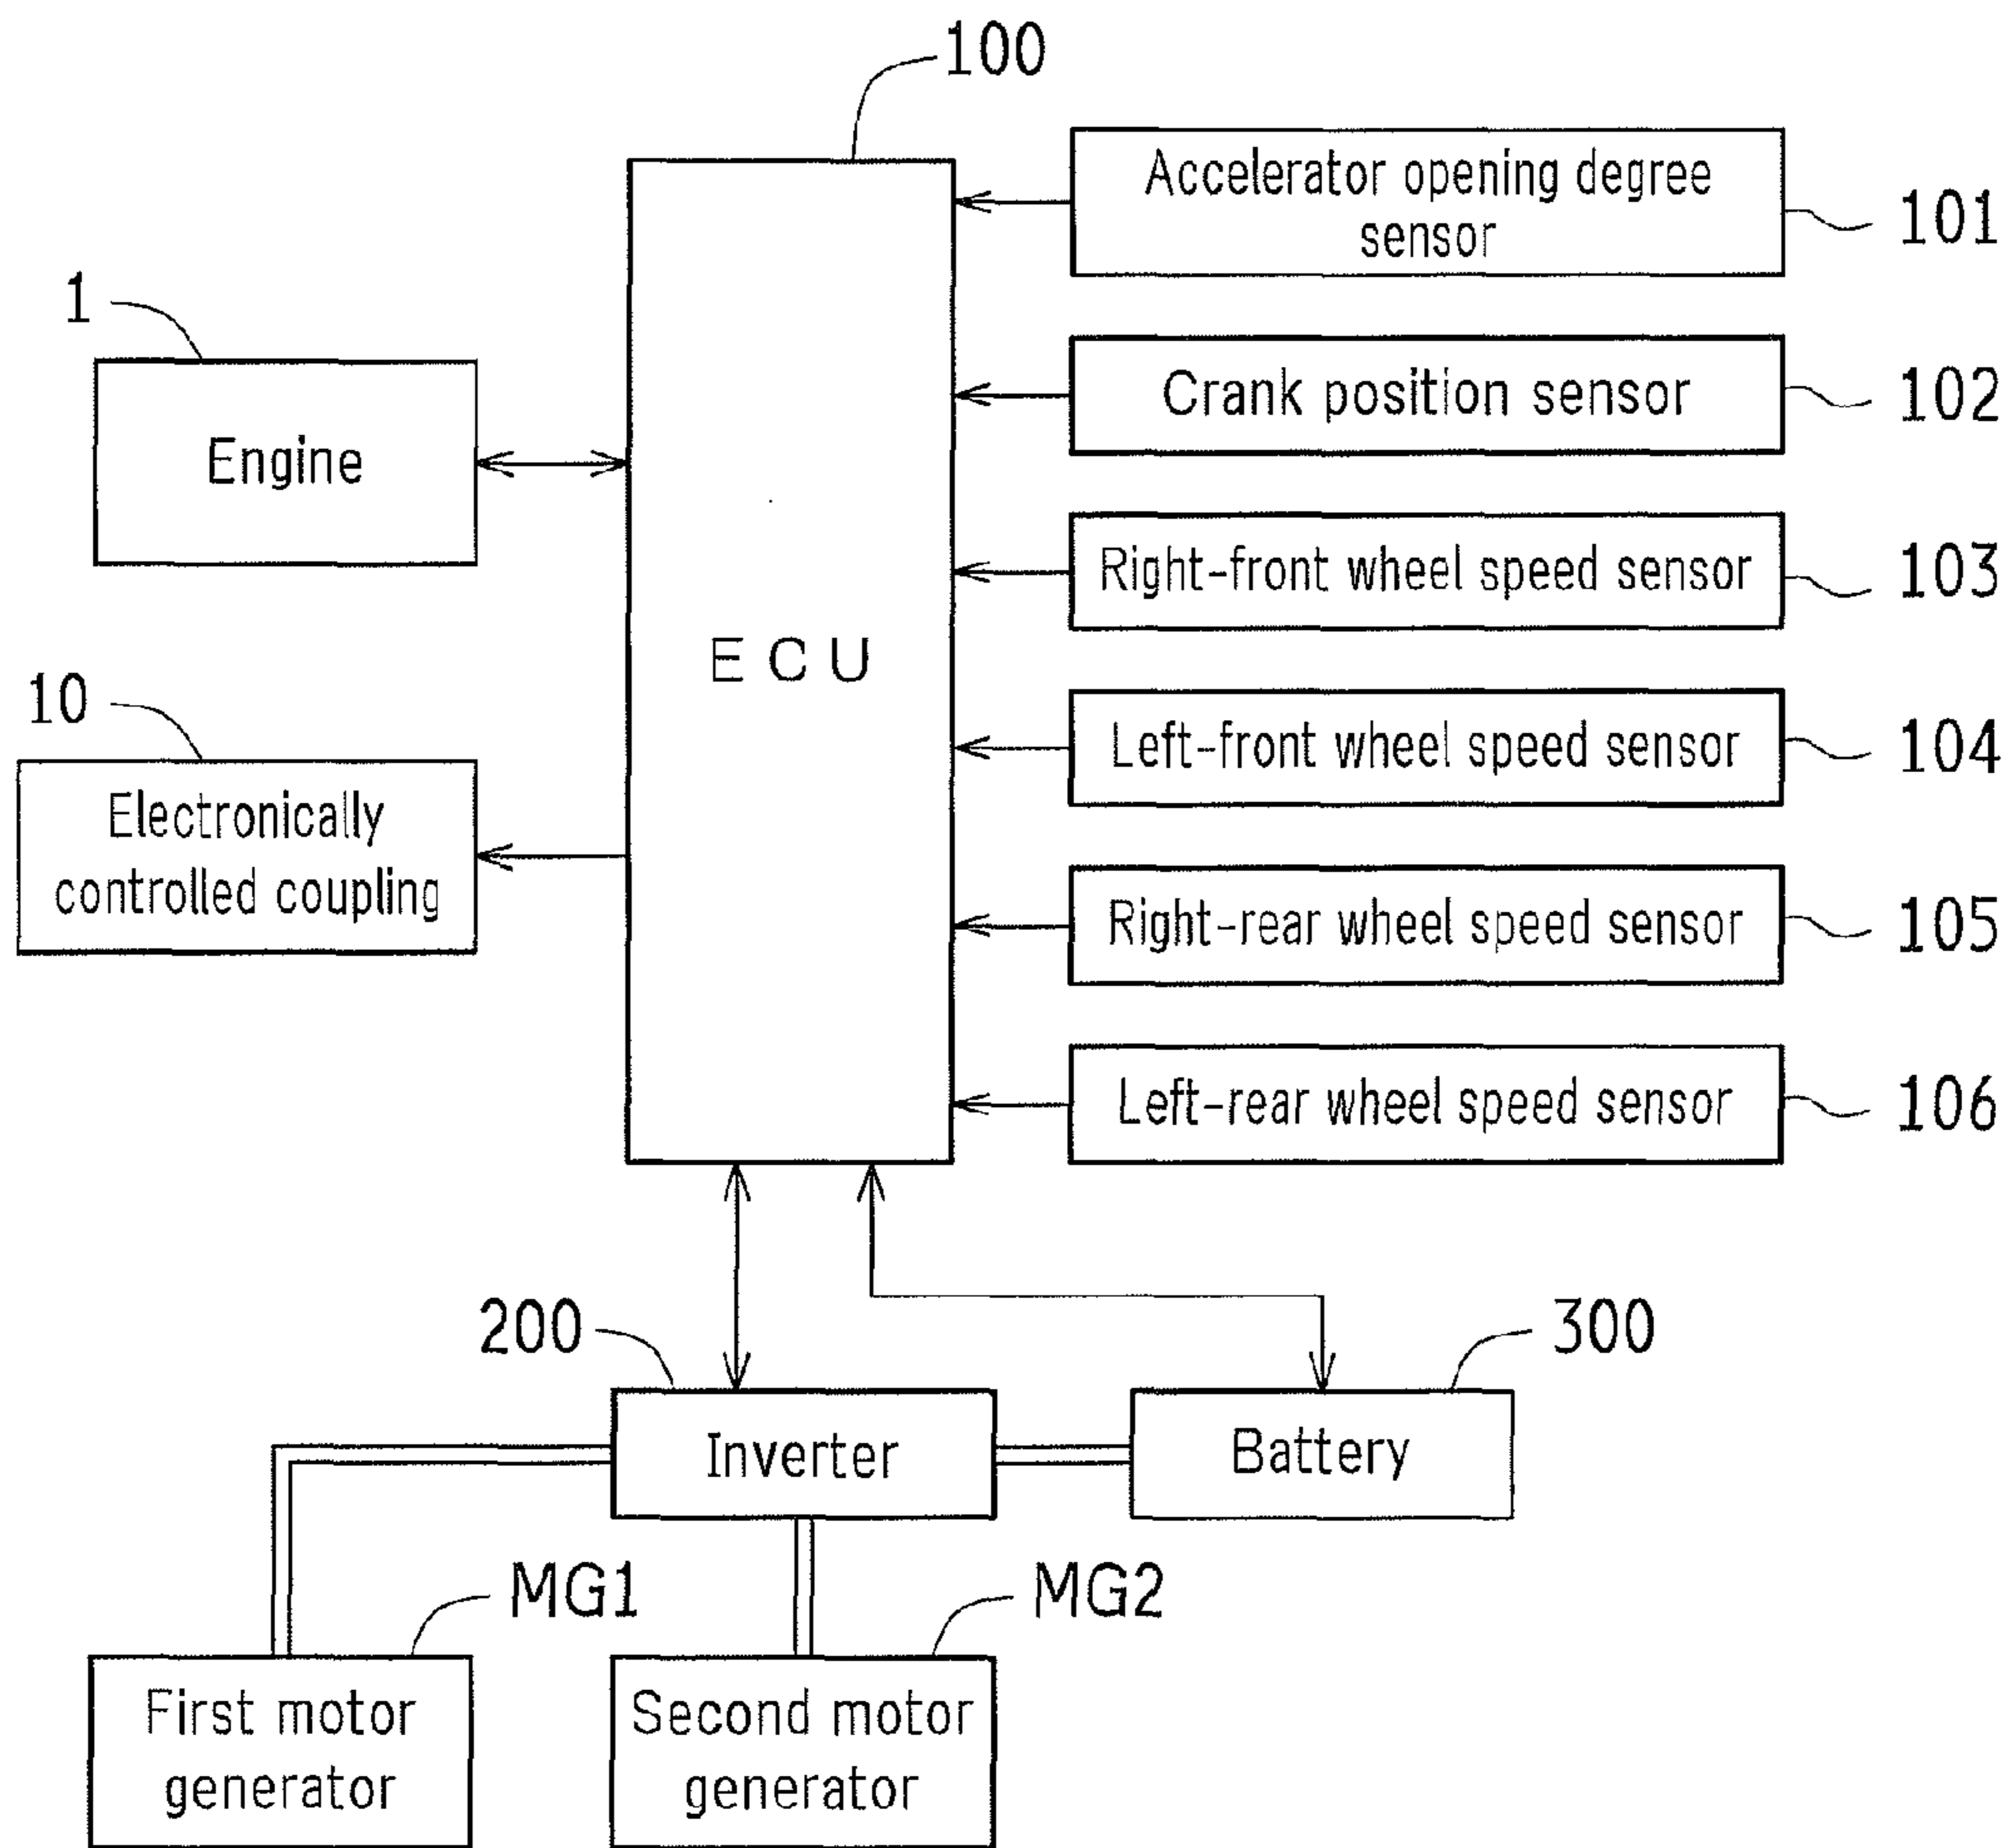 100
Accelerator opening degree
sensor
101
1
Engine
Crank position sensor
102
Right-front wheel speed sensor
103
ECU
10
Electronically
controlled coupling
Left-front wheel speed sensor
104
Right-rear wheel speed sensor
105
Left-rear wheel speed sensor
106
200
300
Inverter
Battery
MG1
MG2
First motor
generator
Second motor
generator